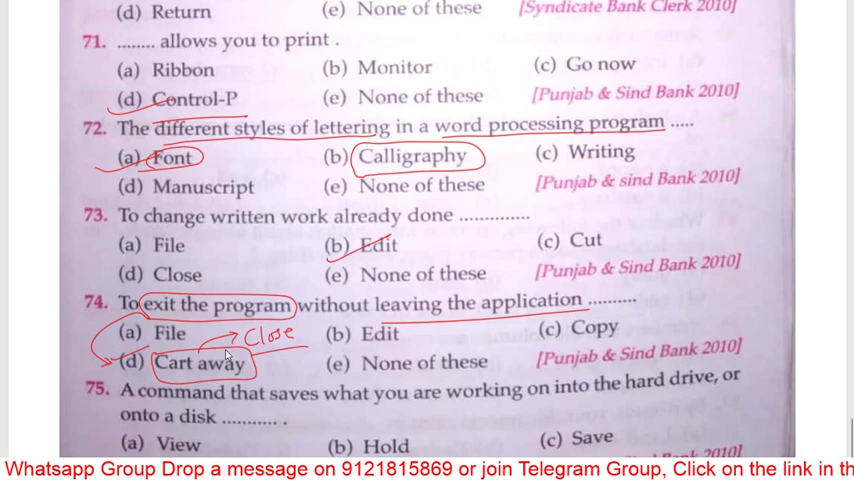 (d) Return (e) None of these [Syndicate Bank Clerk 2010]
71. ........ allows you to print .
(a) Ribbon (b) Monitor (c) Go now
(d) Control-P (e) None of these [Punjab & Sind Bank 2010]
72. The different styles of lettering in a word processing program .....
(a) Font (b) Calligraphy (c) Writing
(d) Manuscript (e) None of these [Punjab & sind Bank 2010]
73. To change written work already done ..............
(a) File (b) Edit (c) Cut
(d) Close (e) None of these [Punjab & Sind Bank 2010]
74. To exit the program without leaving the application ..........
(a) File Close (b) Edit (c) Copy
(d) Cart away (e) None of these [Punjab & Sind Bank 2010]
75. A command that saves what you are working on into the hard drive, or
onto a disk ........... .
(a) View (b) Hold (c) Save
Whatsapp Group Drop a message on 9121815869 or join Telegram Group, Click on the link in th